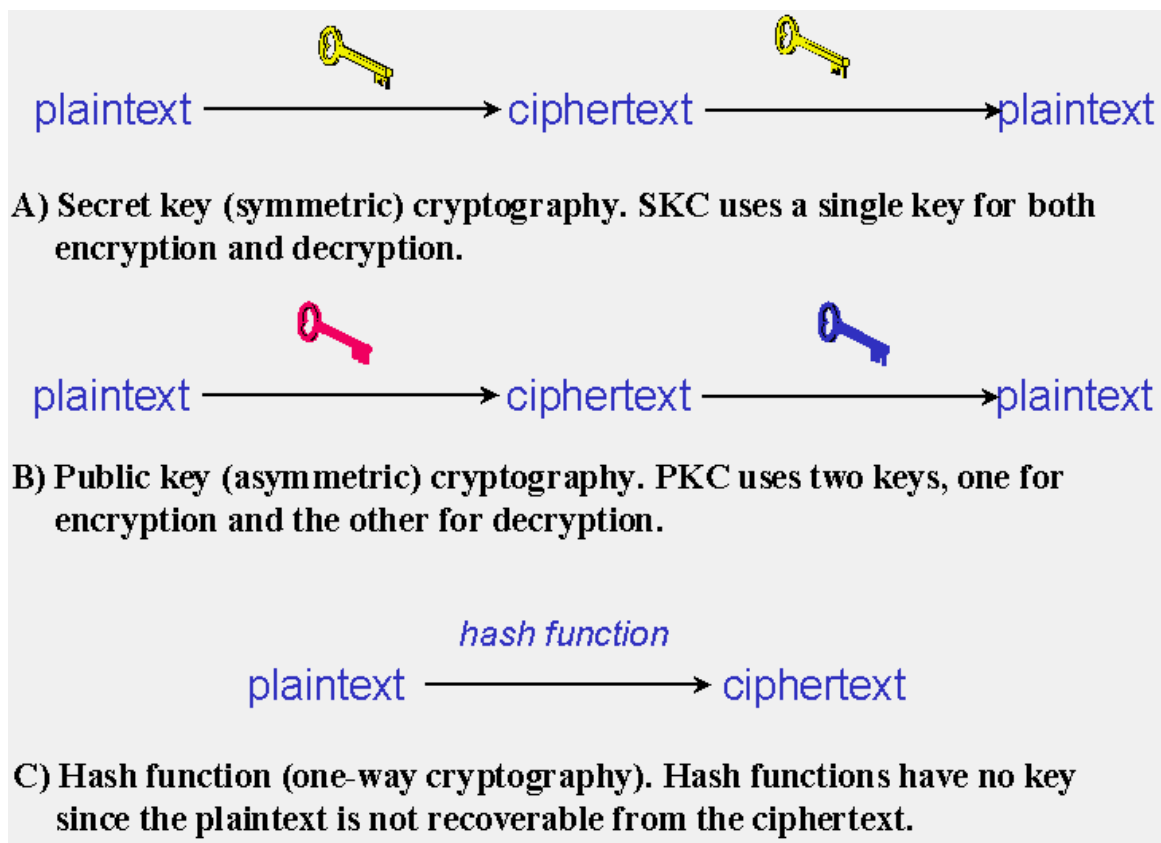 plaintext ciphertext plaintext
A) Secret key (symmetric) cryptography. SKC uses a single key for both
encryption and decryption.
plaintext ciphertext plaintext
B) Public key (asymmetric) cryptography. PKC uses two keys, one for
encryption and the other for decryption.
hash function
plaintext ciphertext
C) Hash function (one-way cryptography). Hash functions have no key
since the plaintext is not recoverable from the ciphertext.